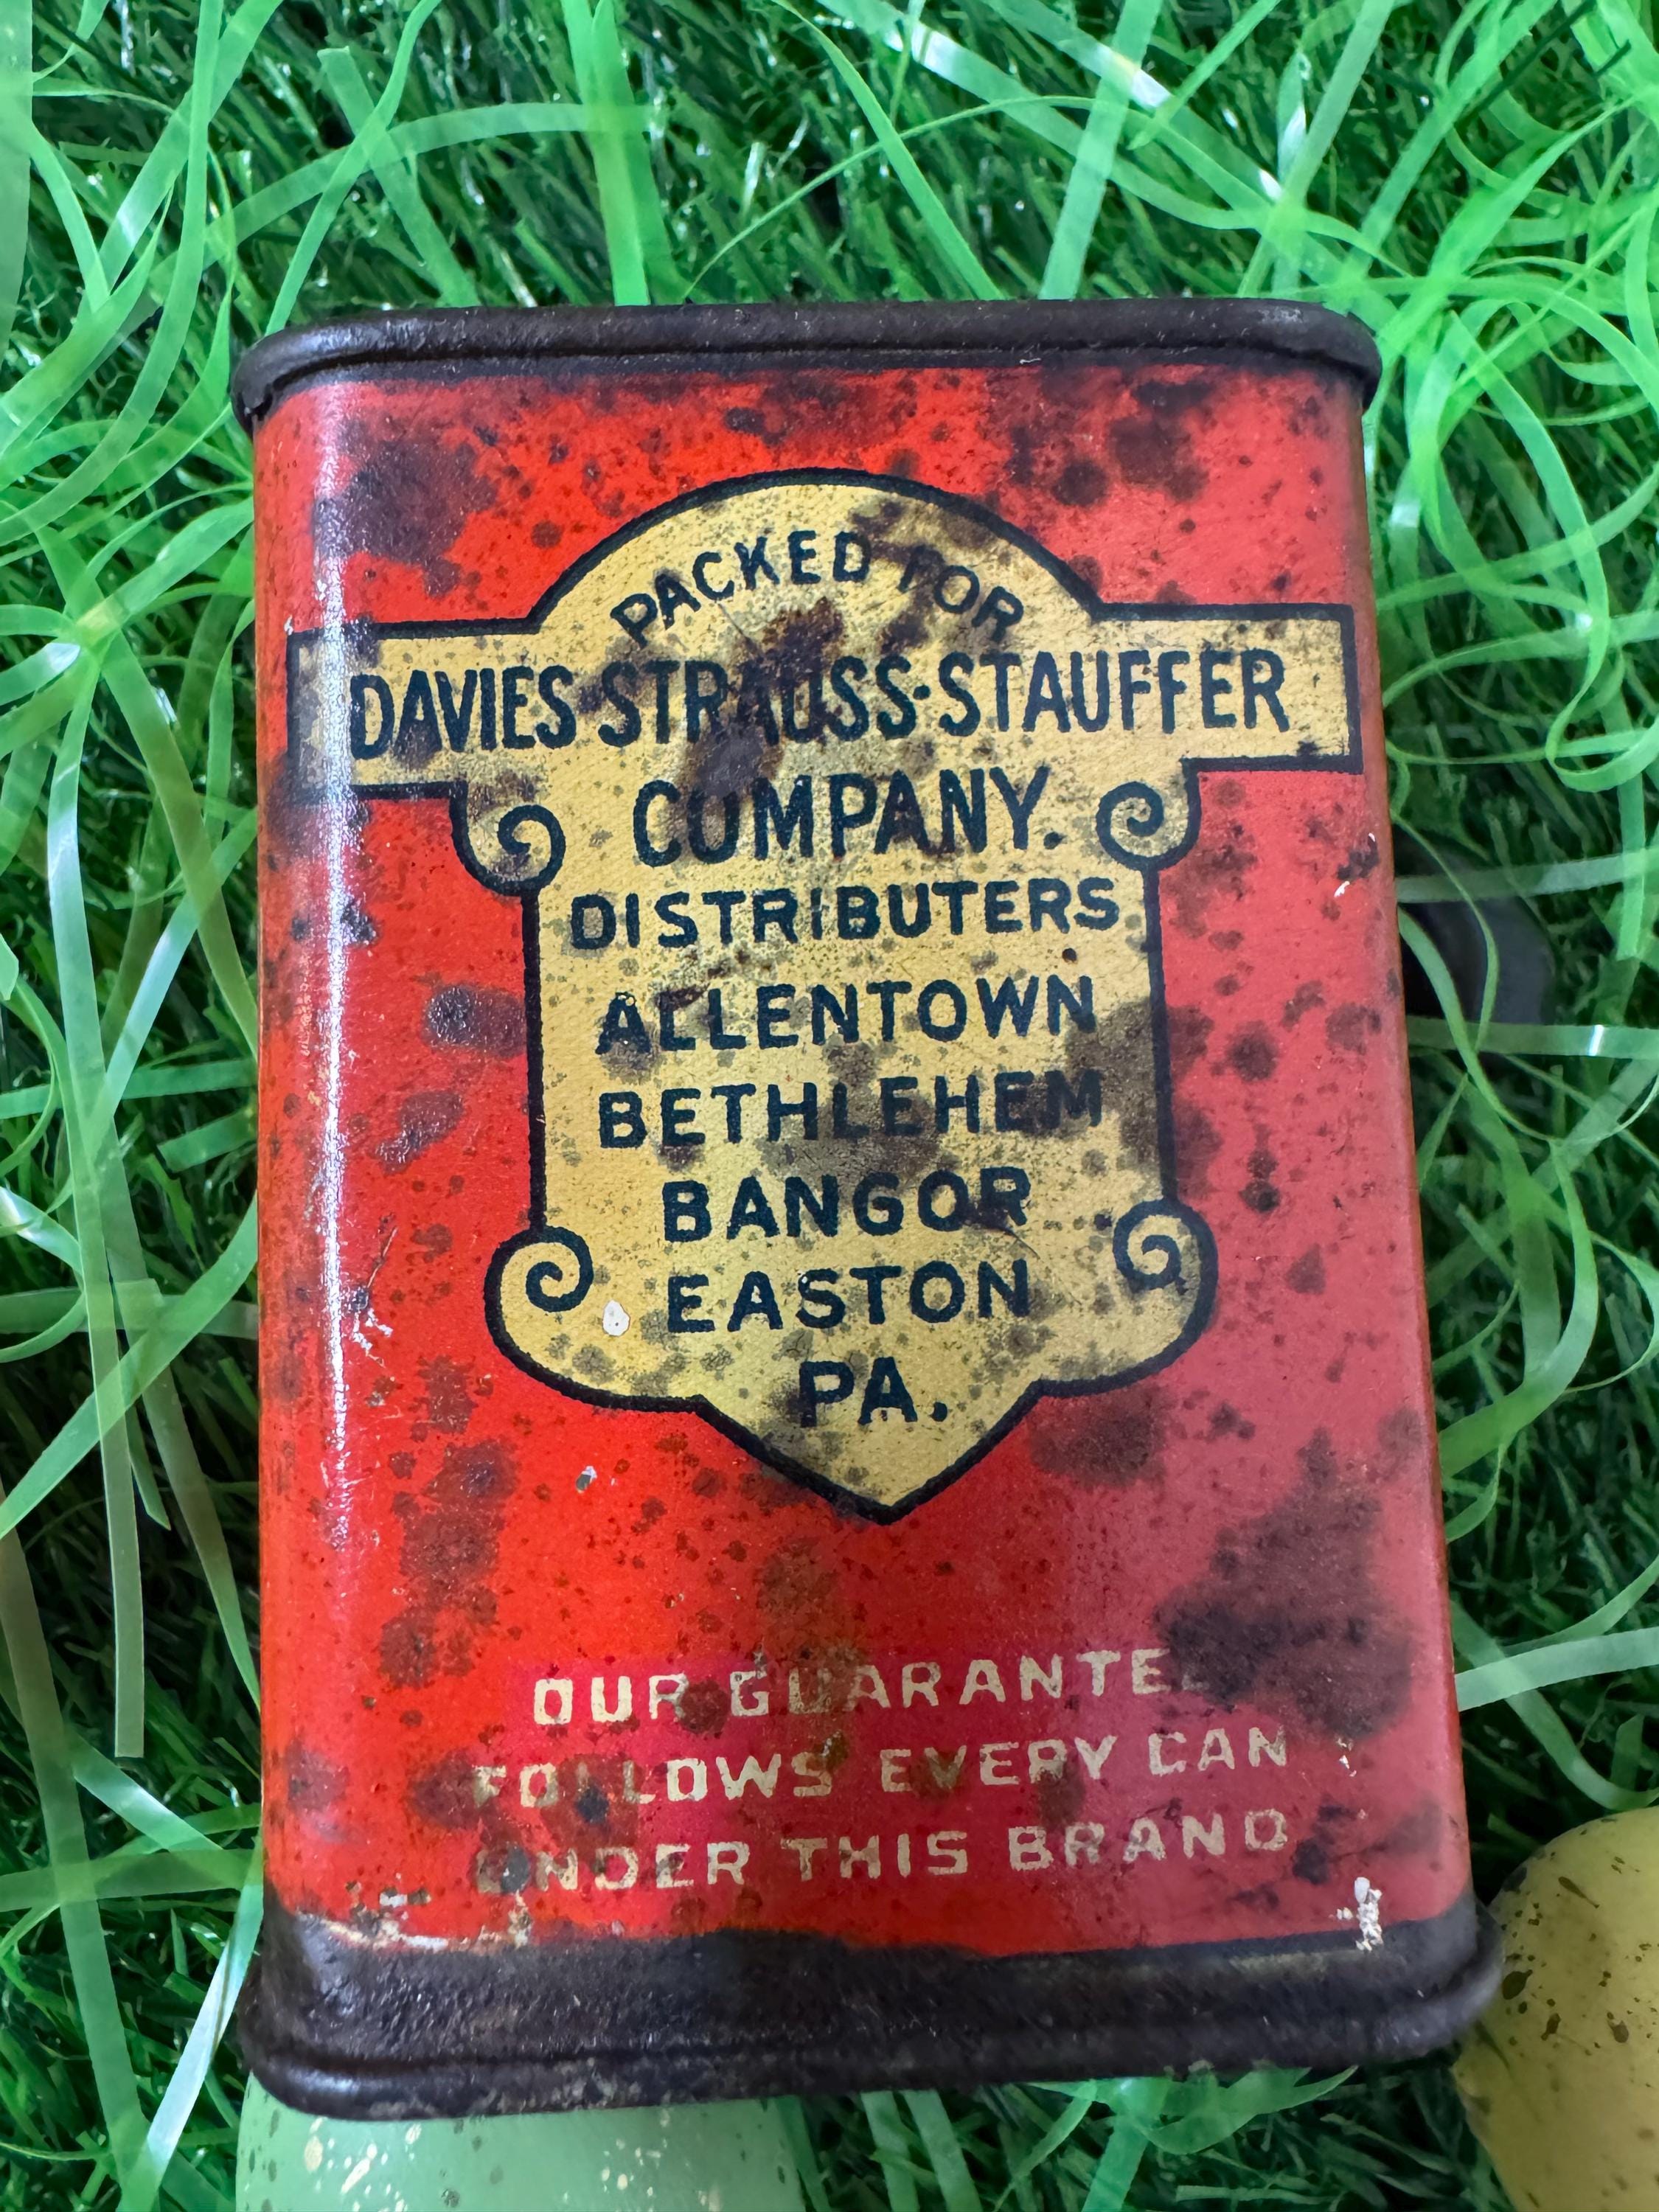 PACKED FOR
DAVIES·STRAUSS·STAUFFER
COMPANY.
DISTRIBUTERS
ALLENTOWN
BETHLEHEM
BANGOR
EASTON
PA.
OUR GUARANTEE
FOLLOWS EVERY CAN
UNDER THIS BRAND